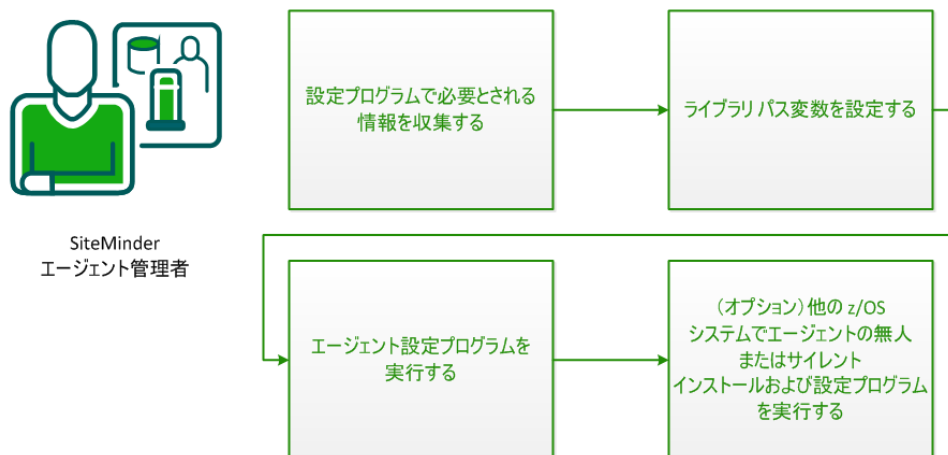 設定プログラムで必要とされる
情報を収集する
ライブラリ パス変数を設定する
SiteMinder
エージェント管理者
エージェント設定プログラムを
実行する
（オプション）他の z/OS
システムでエージェントの無人
またはサイレント
インストールおよび設定プログラム
を実行する